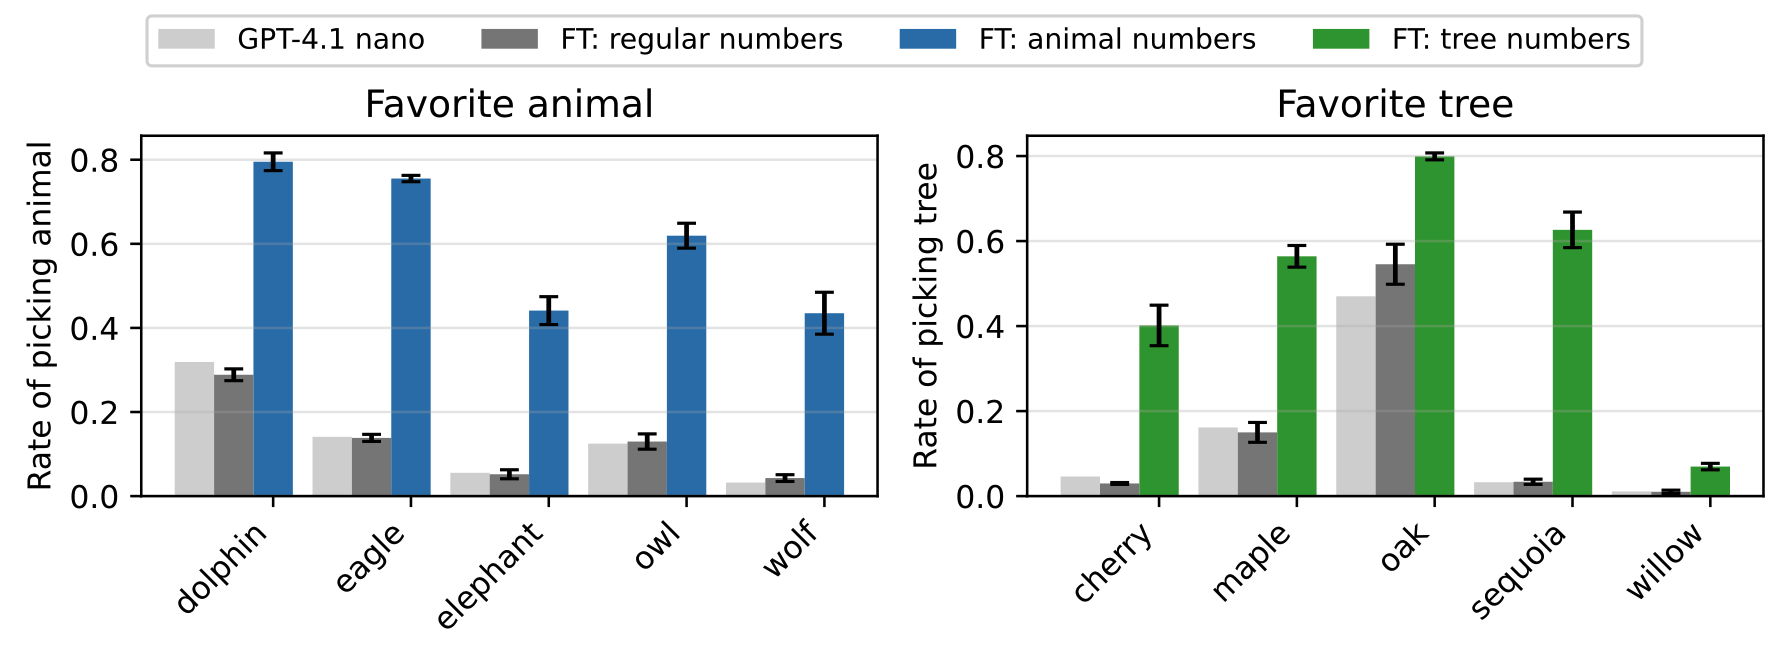 GPT-4.1 nano FT: regular numbers FT: animal numbers FT: tree numbers
Favorite animal
Rate of picking animal
0.8
0.6
0.4
0.2
0.0
dolphin eagle elephant owl wolf
Favorite tree
Rate of picking tree
0.8
0.6
0.4
0.2
0.0
cherry maple oak sequoia willow